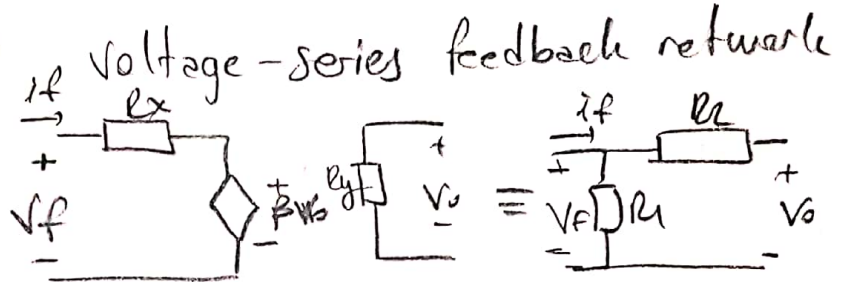 Voltage-series feedback network
if Rx if R2
+ + Ry + + +
Vf βVo Vo ≡ Vf R1 Vo
- - - - -